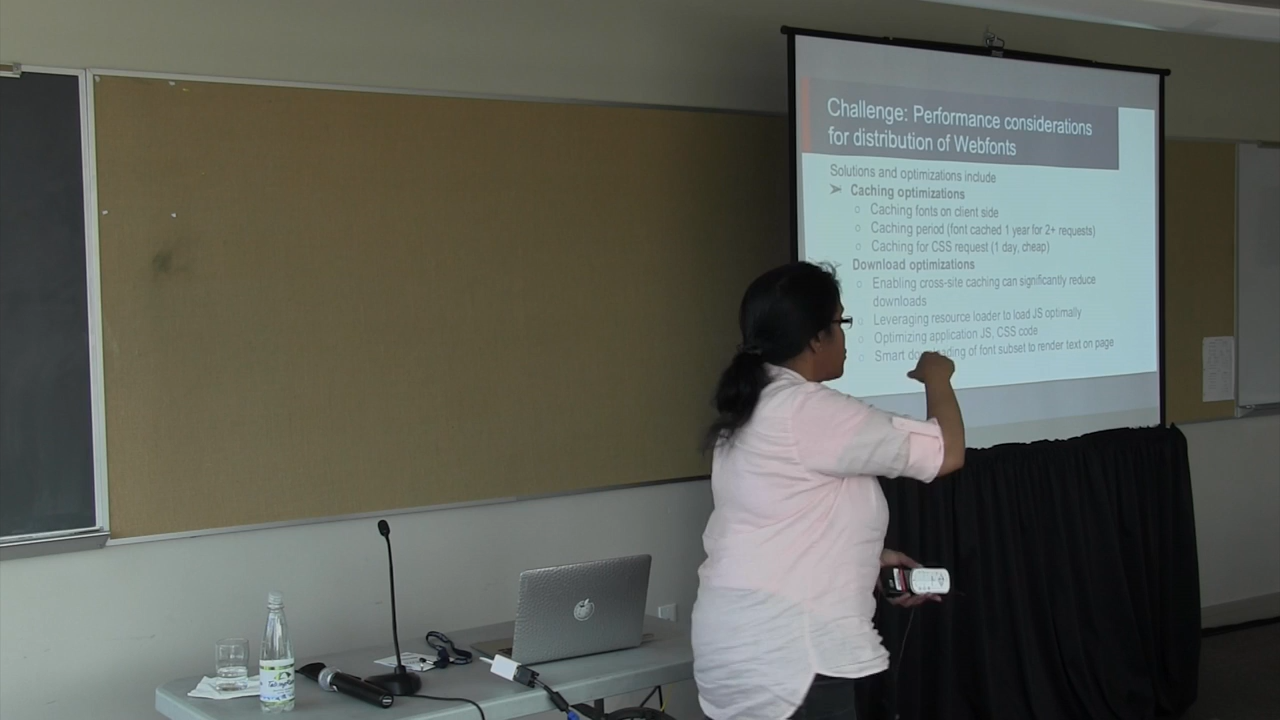 Challenge: Performance considerations
for distribution of Webfonts
Solutions and optimizations include
➤ Caching optimizations
○ Caching fonts on client side
○ Caching period (font cached 1 year for 2+ requests)
○ Caching for CSS request (1 day, cheap)
Download optimizations
○ Enabling cross-site caching can significantly reduce
downloads
○ Leveraging resource loader to load JS optimally
○ Optimizing application JS, CSS code
○ Smart downloading of font subset to render text on page